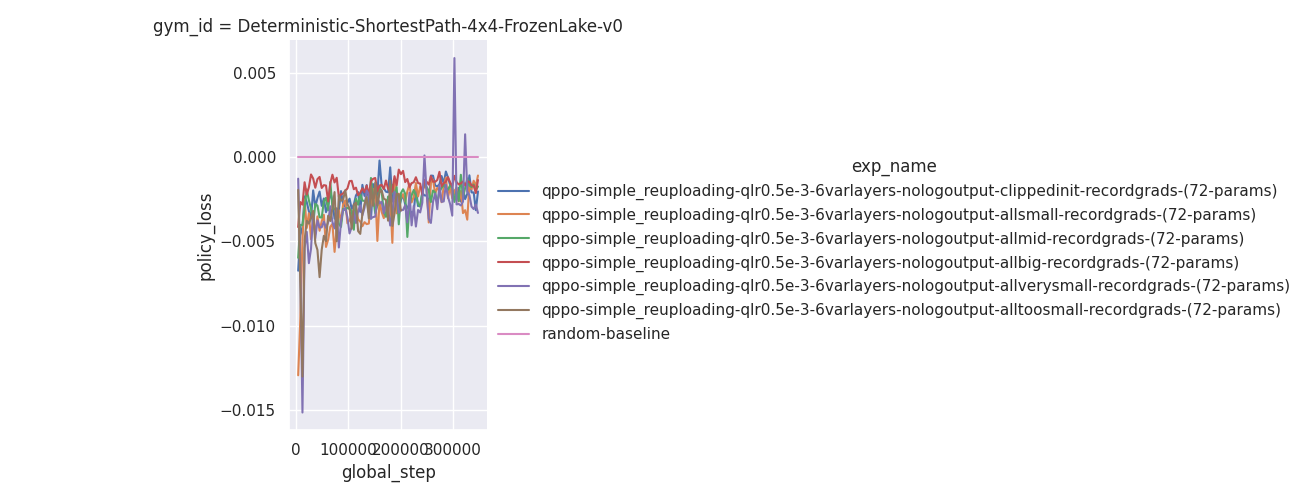 gym_id = Deterministic-ShortestPath-4x4-FrozenLake-v0
0.005
0.000
−0.005
−0.010
−0.015
policy_loss
0 100000 200000 300000
global_step
exp_name
qppo-simple_reuploading-qlr0.5e-3-6varlayers-nologoutput-clippedinit-recordgrads-(72-params)
qppo-simple_reuploading-qlr0.5e-3-6varlayers-nologoutput-allsmall-recordgrads-(72-params)
qppo-simple_reuploading-qlr0.5e-3-6varlayers-nologoutput-allmid-recordgrads-(72-params)
qppo-simple_reuploading-qlr0.5e-3-6varlayers-nologoutput-allbig-recordgrads-(72-params)
qppo-simple_reuploading-qlr0.5e-3-6varlayers-nologoutput-allverysmall-recordgrads-(72-params)
qppo-simple_reuploading-qlr0.5e-3-6varlayers-nologoutput-alltoosmall-recordgrads-(72-params)
random-baseline